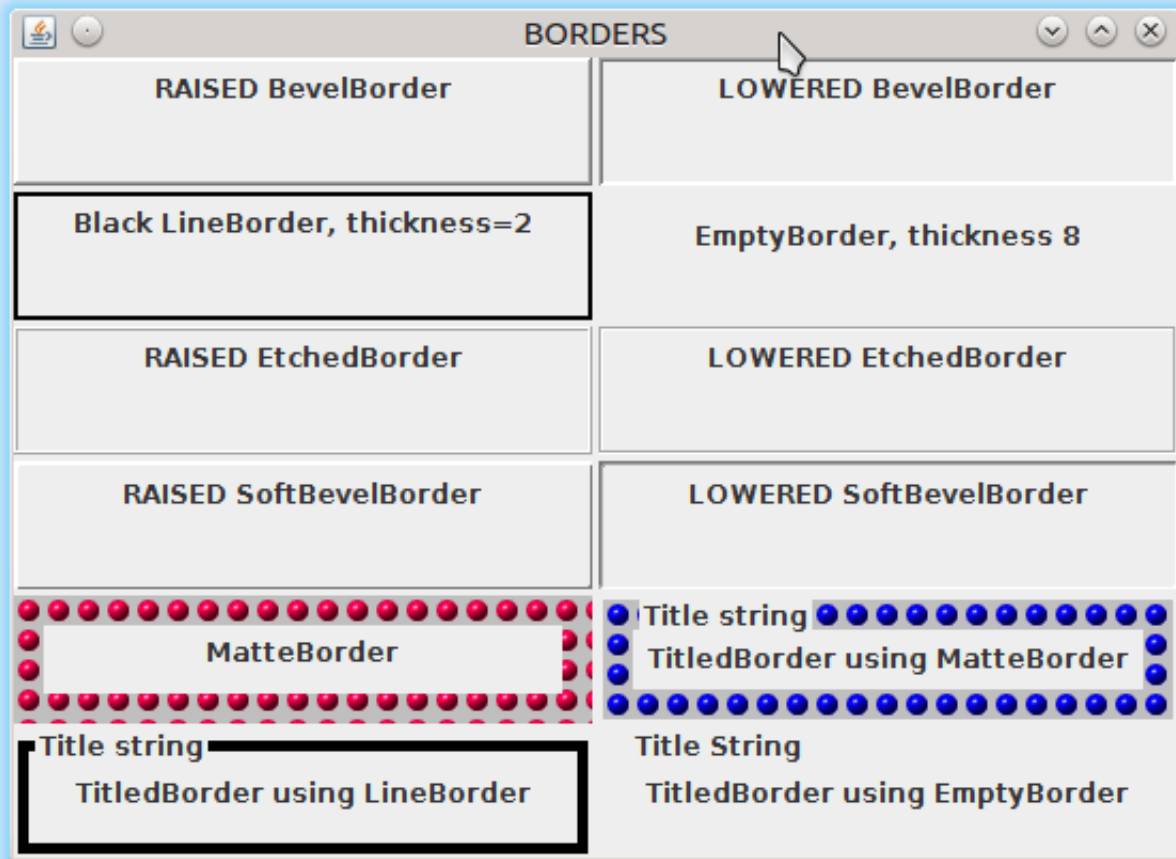 BORDERS
RAISED BevelBorder
LOWERED BevelBorder
Black LineBorder, thickness=2
EmptyBorder, thickness 8
RAISED EtchedBorder
LOWERED EtchedBorder
RAISED SoftBevelBorder
LOWERED SoftBevelBorder
MatteBorder
Title string
TitledBorder using MatteBorder
Title string
TitledBorder using LineBorder
Title String
TitledBorder using EmptyBorder